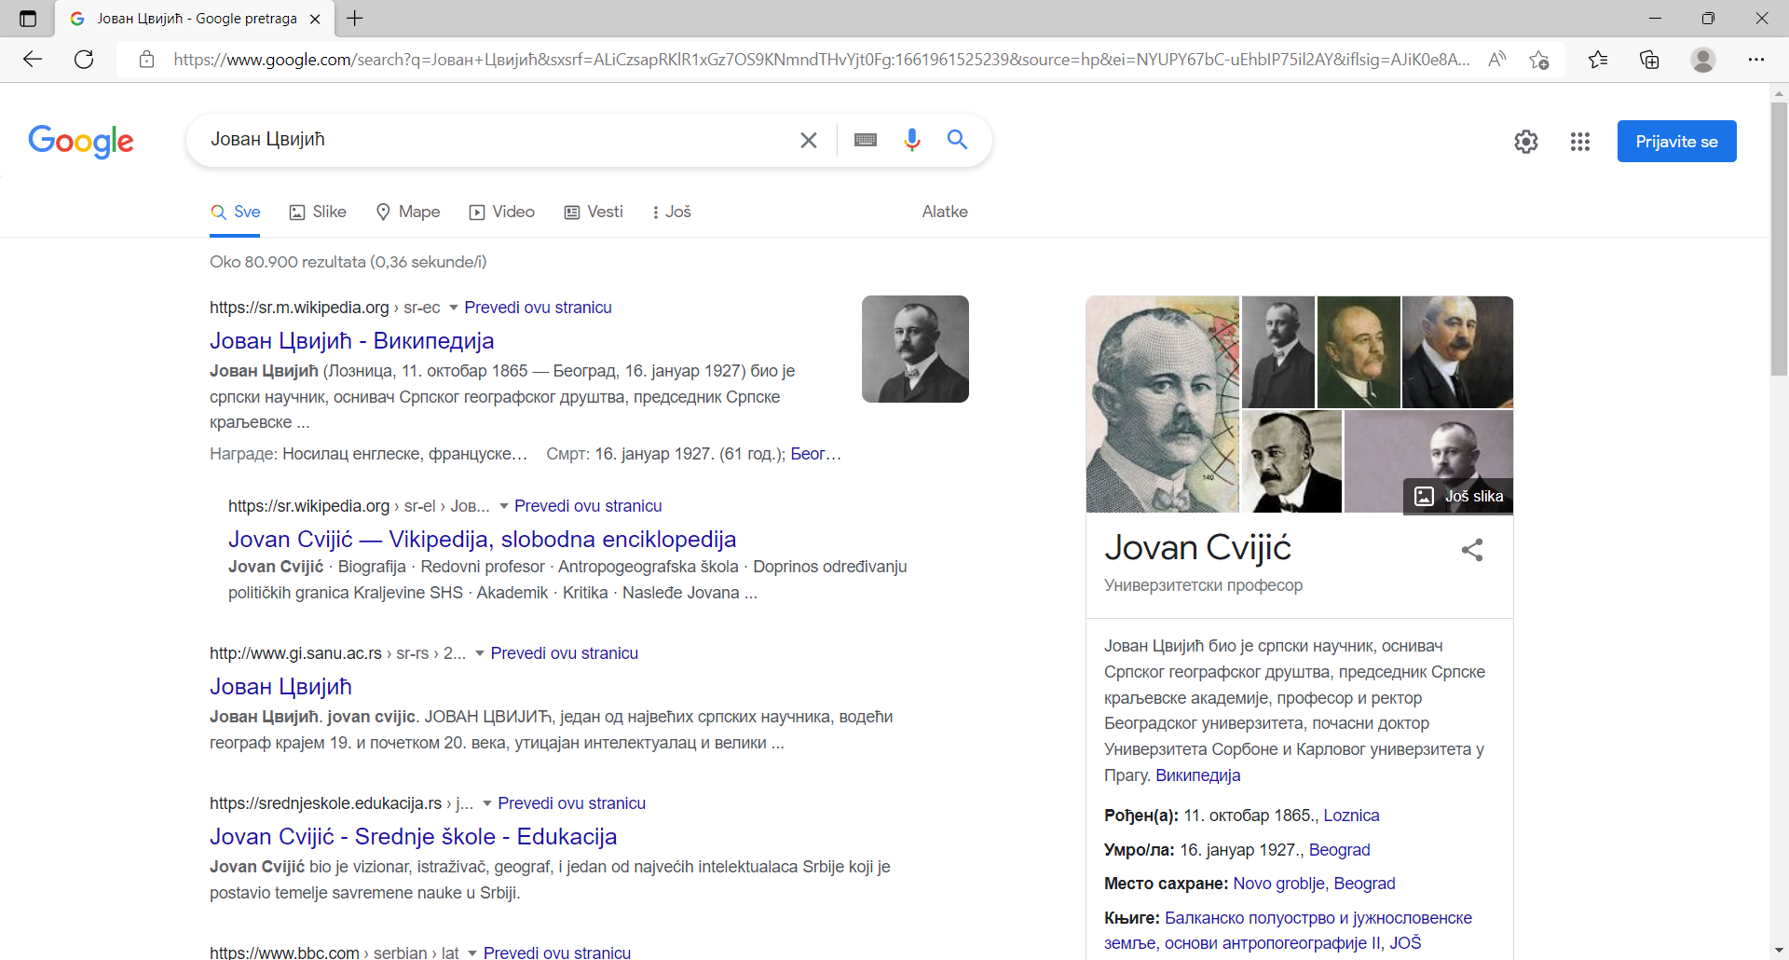 Јован Цвијић - Google pretraga
https://www.google.com/search?q=Јован+Цвијић&sxsrf=ALiCzsapRKlR1xGz7OS9KNmndTHvYjt0Fg:1661961525239&source=hp&ei=NYUPY67bC-uEhbIP75il2AY&iflsig=AJiK0e8A...
Google
Јован Цвијић
Prijavite se
Sve Slike Mape Video Vesti Još Alatke
Oko 80.900 rezultata (0,36 sekunde/i)
https://sr.m.wikipedia.org › sr-ec Prevedi ovu stranicu
Јован Цвијић - Википедија
Јован Цвијић (Лозница, 11. октобар 1865 — Београд, 16. јануар 1927) био је
српски научник, оснивач Српског географског друштва, председник Српске
краљевске ...
Награде: Носилац енглеске, француске… Смрт: 16. јануар 1927. (61 год.); Беог…
https://sr.wikipedia.org › sr-el › Јов... Prevedi ovu stranicu
Jovan Cvijić — Vikipedija, slobodna enciklopedija
Jovan Cvijić · Biografija · Redovni profesor · Antropogeografska škola · Doprinos određivanju
političkih granica Kraljevine SHS · Akademik · Kritika · Nasleđe Jovana ...
http://www.gi.sanu.ac.rs › sr-rs › 2... Prevedi ovu stranicu
Јован Цвијић
Јован Цвијић. jovan cvijic. ЈОВАН ЦВИЈИЋ, један од највећих српских научника, водећи
географ крајем 19. и почетком 20. века, утицајан интелектуалац и велики ...
https://srednjeskole.edukacija.rs › j... Prevedi ovu stranicu
Jovan Cvijić - Srednje škole - Edukacija
Jovan Cvijić bio je vizionar, istraživač, geograf, i jedan od najvećih intelektualaca Srbije koji je
postavio temelje savremene nauke u Srbiji.
https://www.bbc.com › serbian › lat Prevedi ovu stranicu
Još slika
Jovan Cvijić
Универзитетски професор
Јован Цвијић био је српски научник, оснивач
Српског географског друштва, председник Српске
краљевске академије, професор и ректор
Београдског универзитета, почасни доктор
Универзитета Сорбоне и Карловог универзитета у
Прагу. Википедија
Рођен(а): 11. октобар 1865., Loznica
Умро/ла: 16. јануар 1927., Beograd
Место сахране: Novo groblje, Beograd
Књиге: Балканско полуострво и јужнословенске
земље, основи антропогеографије II, JOŠ